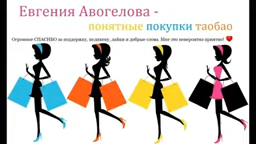 Евгения Авогелова -
понятные покупки таобао
Огромное СПАСИБО за поддержку, подписку, лайки и добрые слова. Мне это невероятно приятно! ❤